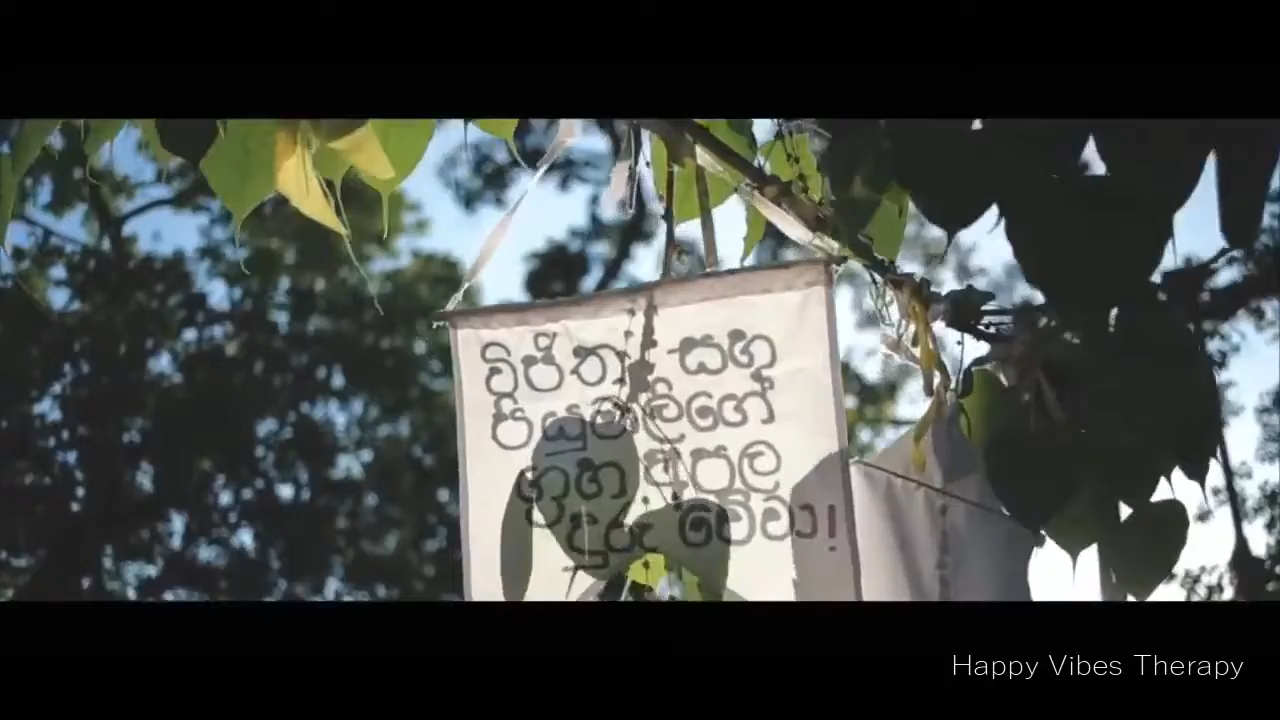 විජිත සහ
පියුමාලිගේ
ග්‍රහ අපල
දුරු වේවා!
Happy Vibes Therapy